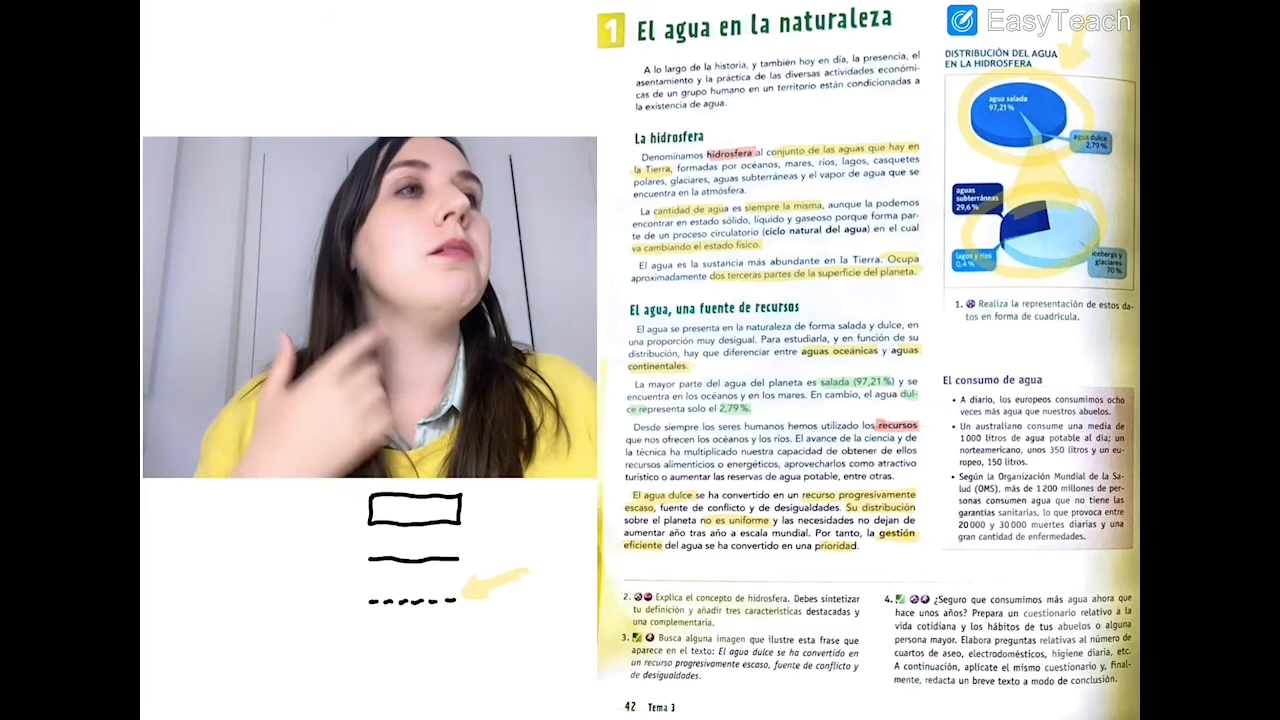 1 El agua en la naturaleza
A lo largo de la historia, y también hoy en día, la presencia, el
asentamiento y la práctica de las diversas actividades económi-
cas de un grupo humano en un territorio están condicionadas a
la existencia de agua.
La hidrosfera
Denominamos hidrosfera al conjunto de las aguas que hay en
la Tierra, formadas por océanos, mares, ríos, lagos, casquetes
polares, glaciares, aguas subterráneas y el vapor de agua que se
encuentra en la atmósfera.
La cantidad de agua es siempre la misma, aunque la podemos
encontrar en estado sólido, líquido y gaseoso porque forma par-
te de un proceso circulatorio (ciclo natural del agua) en el cual
va cambiando el estado físico.
El agua es la sustancia más abundante en la Tierra. Ocupa
aproximadamente dos terceras partes de la superficie del planeta.
El agua, una fuente de recursos
El agua se presenta en la naturaleza de forma salada y dulce, en
una proporción muy desigual. Para estudiarla, y en función de su
distribución, hay que diferenciar entre aguas oceánicas y aguas
continentales.
La mayor parte del agua del planeta es salada (97,21%) y se
encuentra en los océanos y en los mares. En cambio, el agua dul-
ce representa solo el 2,79%.
Desde siempre los seres humanos hemos utilizado los recursos
que nos ofrecen los océanos y los ríos. El avance de la ciencia y de
la técnica ha multiplicado nuestra capacidad de obtener de ellos
recursos alimenticios o energéticos, aprovecharlos como atractivo
turístico o aumentar las reservas de agua potable, entre otras.
El agua dulce se ha convertido en un recurso progresivamente
escaso, fuente de conflicto y de desigualdades. Su distribución
sobre el planeta no es uniforme y las necesidades no dejan de
aumentar año tras año a escala mundial. Por tanto, la gestión
eficiente del agua se ha convertido en una prioridad.
EasyTeach
DISTRIBUCIÓN DEL AGUA
EN LA HIDROSFERA
agua salada
97,21%
agua dulce
2,79%
aguas
subterráneas
29,6%
lagos y ríos
0,4%
icebergs y
glaciares
70%
1. Realiza la representación de estos da-
tos en forma de cuadrícula.
El consumo de agua
• A diario, los europeos consumimos ocho
veces más agua que nuestros abuelos.
• Un australiano consume una media de
1000 litros de agua potable al día; un
norteamericano, unos 350 litros y un eu-
ropeo, 150 litros.
• Según la Organización Mundial de la Sa-
lud (OMS), más de 1200 millones de per-
sonas consumen agua que no tiene las
garantías sanitarias, lo que provoca entre
20000 y 30000 muertes diarias y una
gran cantidad de enfermedades.
2. Explica el concepto de hidrosfera. Debes sintetizar
tu definición y añadir tres características destacadas y
una complementaria.
3. Busca alguna imagen que ilustre esta frase que
aparece en el texto: El agua dulce se ha convertido en
un recurso progresivamente escaso, fuente de conflicto y
de desigualdades.
4. ¿Seguro que consumimos más agua ahora que
hace unos años? Prepara un cuestionario relativo a la
vida cotidiana y los hábitos de tus abuelos o alguna
persona mayor. Elabora preguntas relativas al número de
cuartos de aseo, electrodomésticos, higiene diaria, etc.
A continuación, aplícate el mismo cuestionario y, final-
mente, redacta un breve texto a modo de conclusión.
42 Tema 3